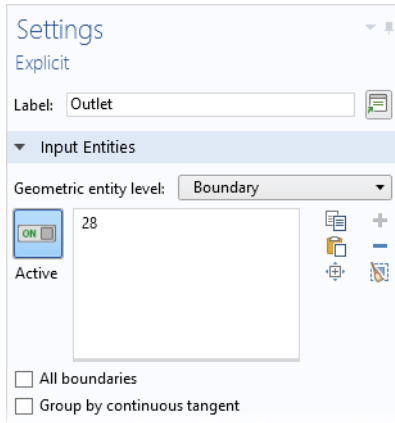 Settings
Explicit
Label: Outlet
Input Entities
Geometric entity level: Boundary
ON
28
Active
All boundaries
Group by continuous tangent